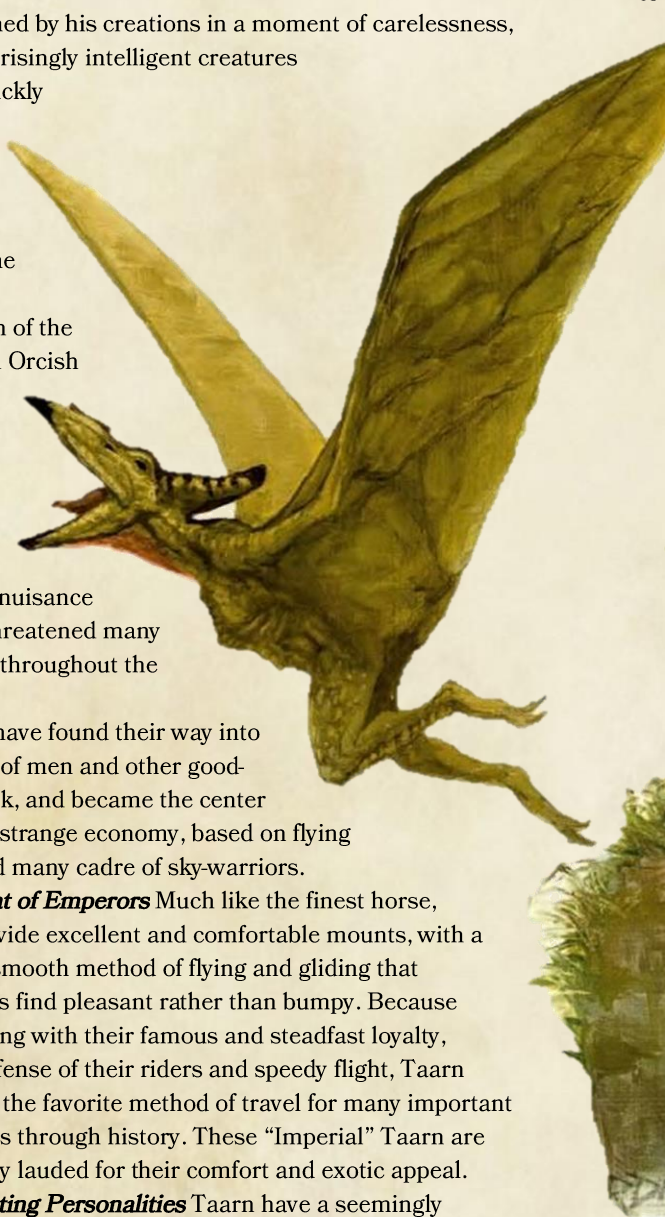 ned by his creations in a moment of carelessness,
risingly intelligent creatures
ckly
ne
n of the
Orcish
nuisance
hreatened many
throughout the
have found their way into
of men and other good-
k, and became the center
strange economy, based on flying
d many cadre of sky-warriors.
nt of Emperors Much like the finest horse,
vide excellent and comfortable mounts, with a
smooth method of flying and gliding that
s find pleasant rather than bumpy. Because
ng with their famous and steadfast loyalty,
fense of their riders and speedy flight, Taarn
the favorite method of travel for many important
s through history. These “Imperial” Taarn are
y lauded for their comfort and exotic appeal.
ting Personalities Taarn have a seemingly